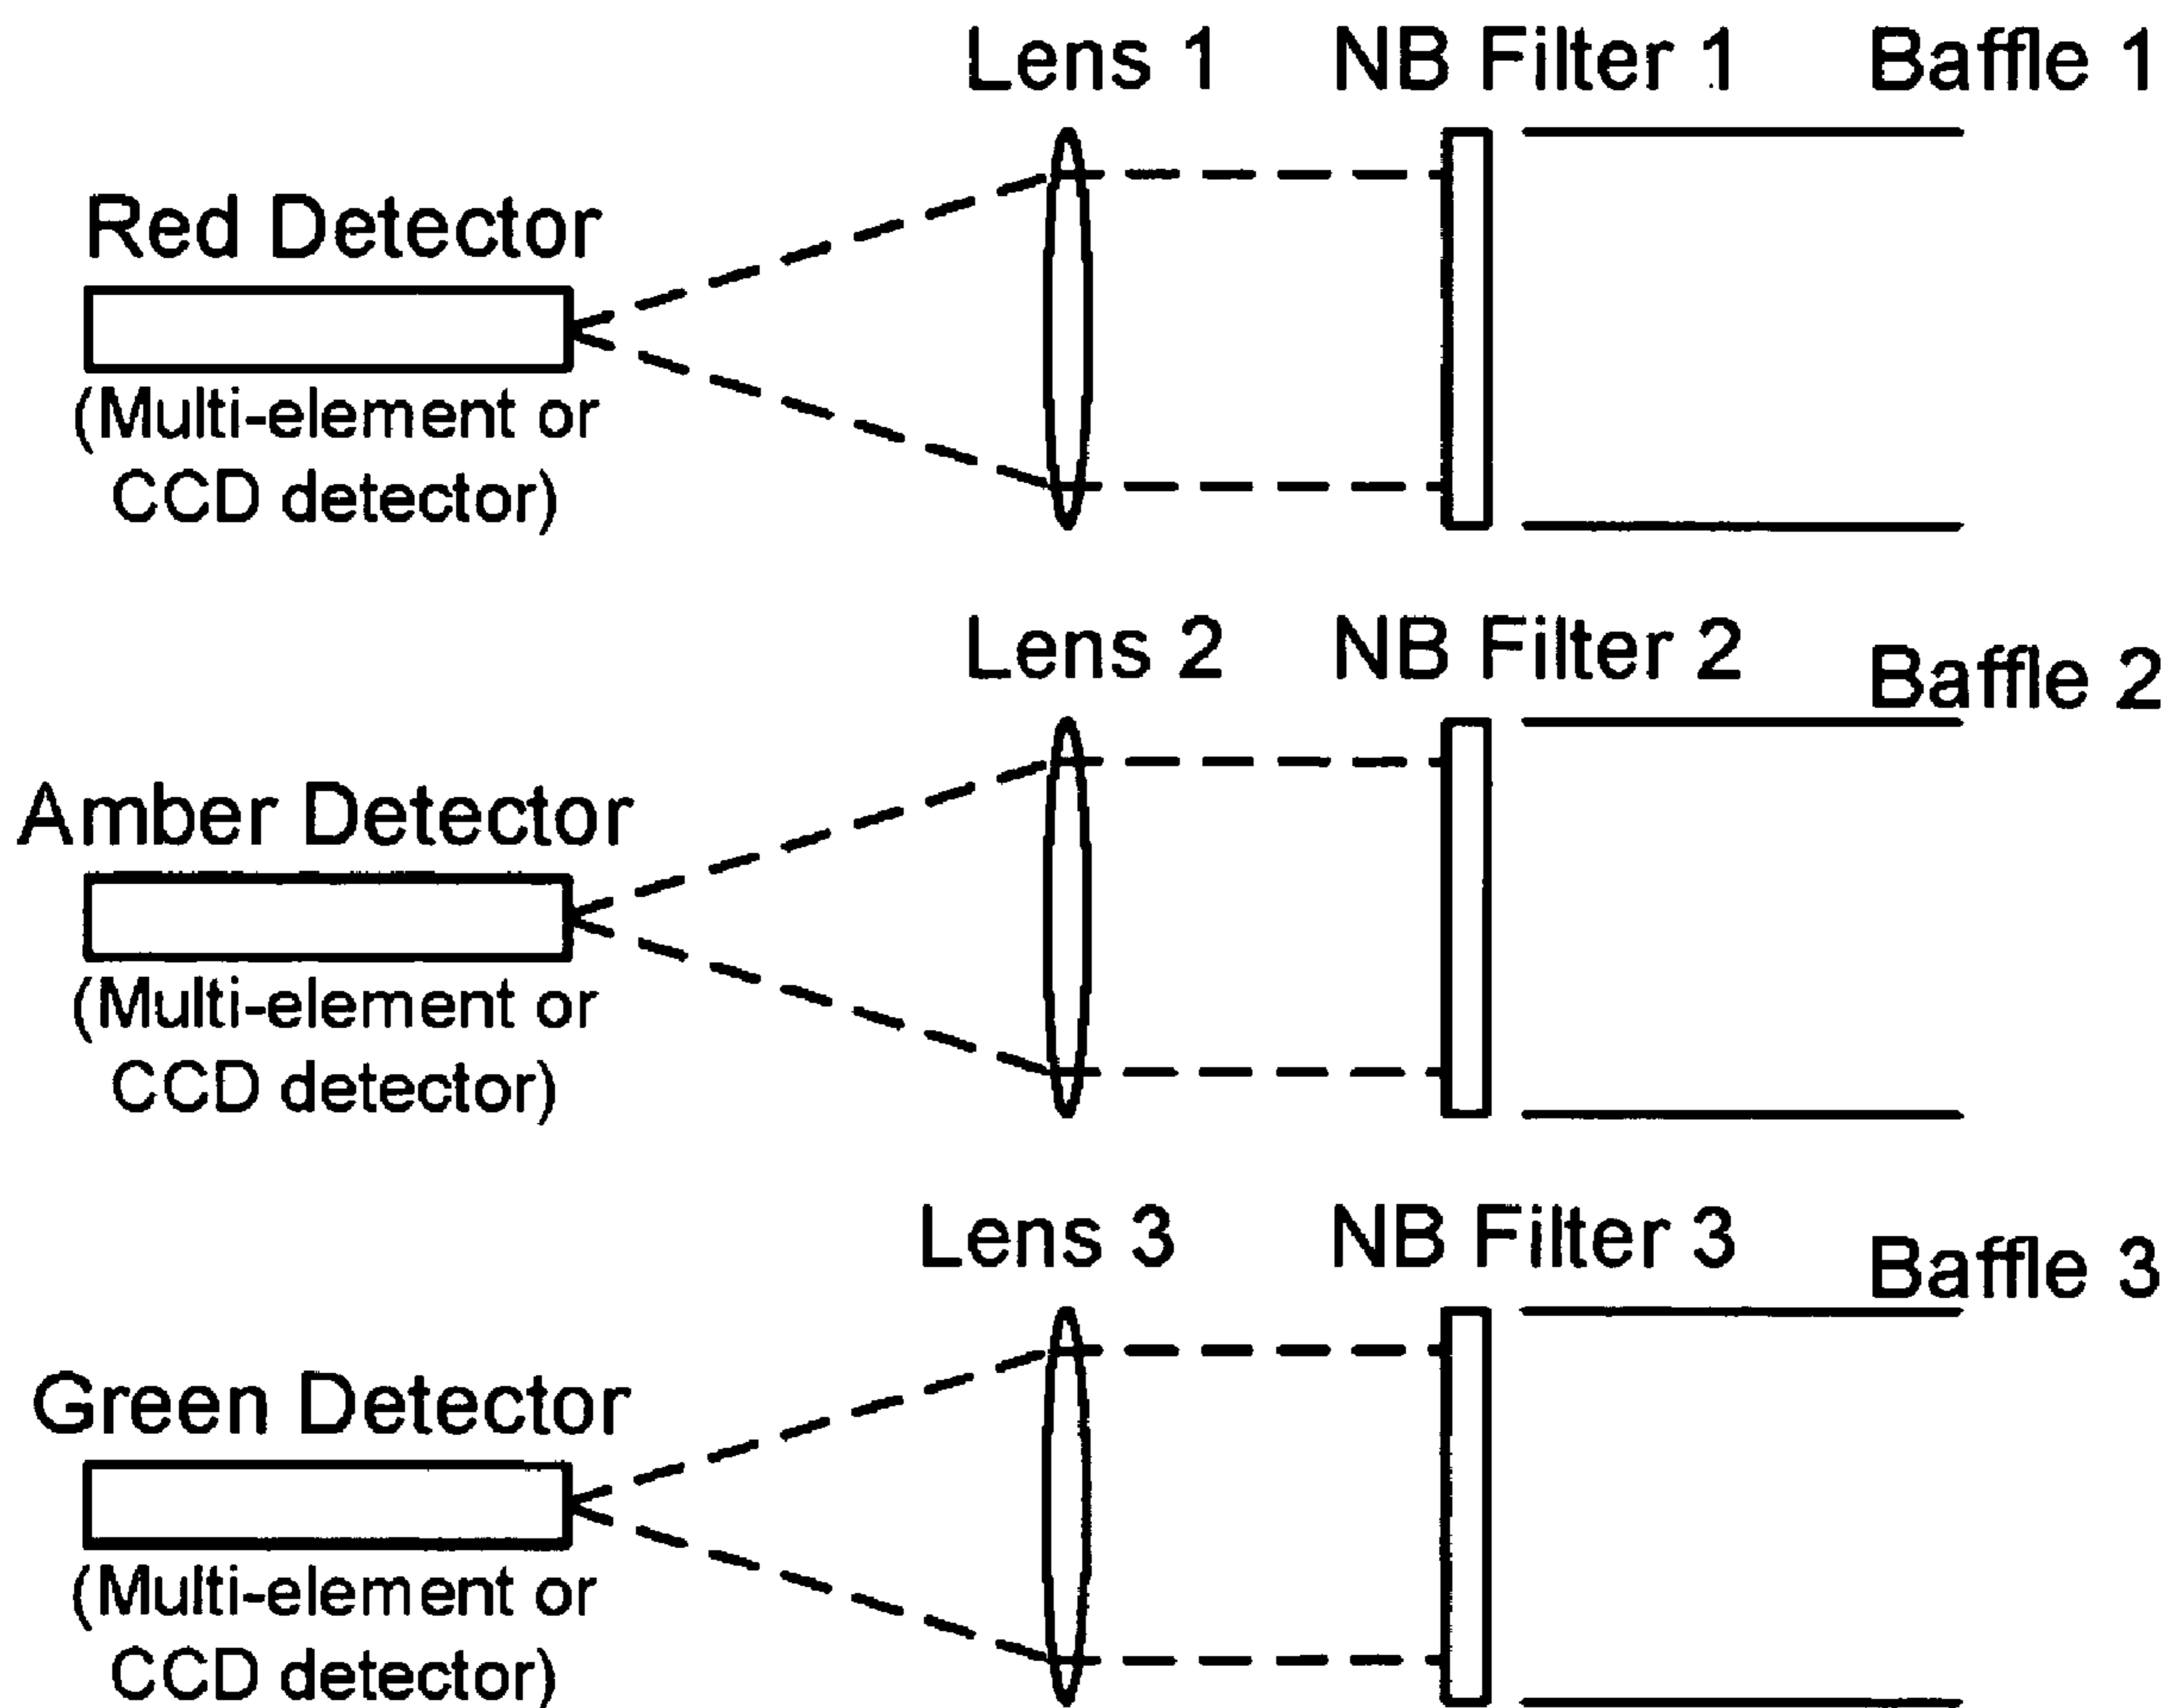 Lens 1 NB Filter 1 Baffle 1
Red Detector
(Multi-element or
CCD detector)
Lens 2 NB Filter 2 Baffle 2
Amber Detector
(Multi-element or
CCD detector)
Lens 3 NB Filter 3 Baffle 3
Green Detector
(Multi-element or
CCD detector)